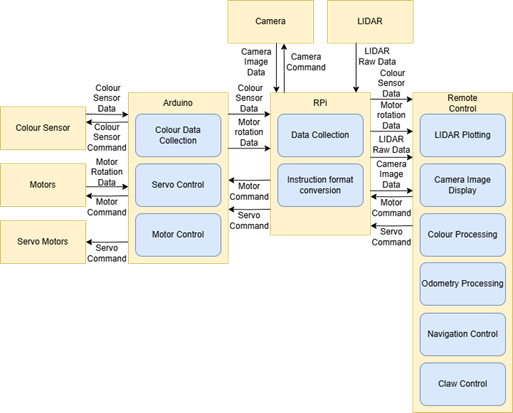 Camera
LIDAR
Camera
Image
Data
Camera
Command
LIDAR
Raw Data
Colour Sensor
Colour
Sensor
Data
Colour
Sensor
Command
Motors
Motor
Rotation
Data
Motor
Command
Servo Motors
Servo
Command
Arduino
Colour Data
Collection
Servo Control
Motor Control
Colour
Sensor
Data
Motor
rotation
Data
Motor
Command
Servo
Command
RPi
Data Collection
Instruction format
conversion
Colour
Sensor
Data
Motor
rotation
Data
LIDAR
Raw Data
Camera
Image
Data
Motor
Command
Servo
Command
Remote
Control
LIDAR Plotting
Camera Image
Display
Colour Processing
Odometry Processing
Navigation Control
Claw Control